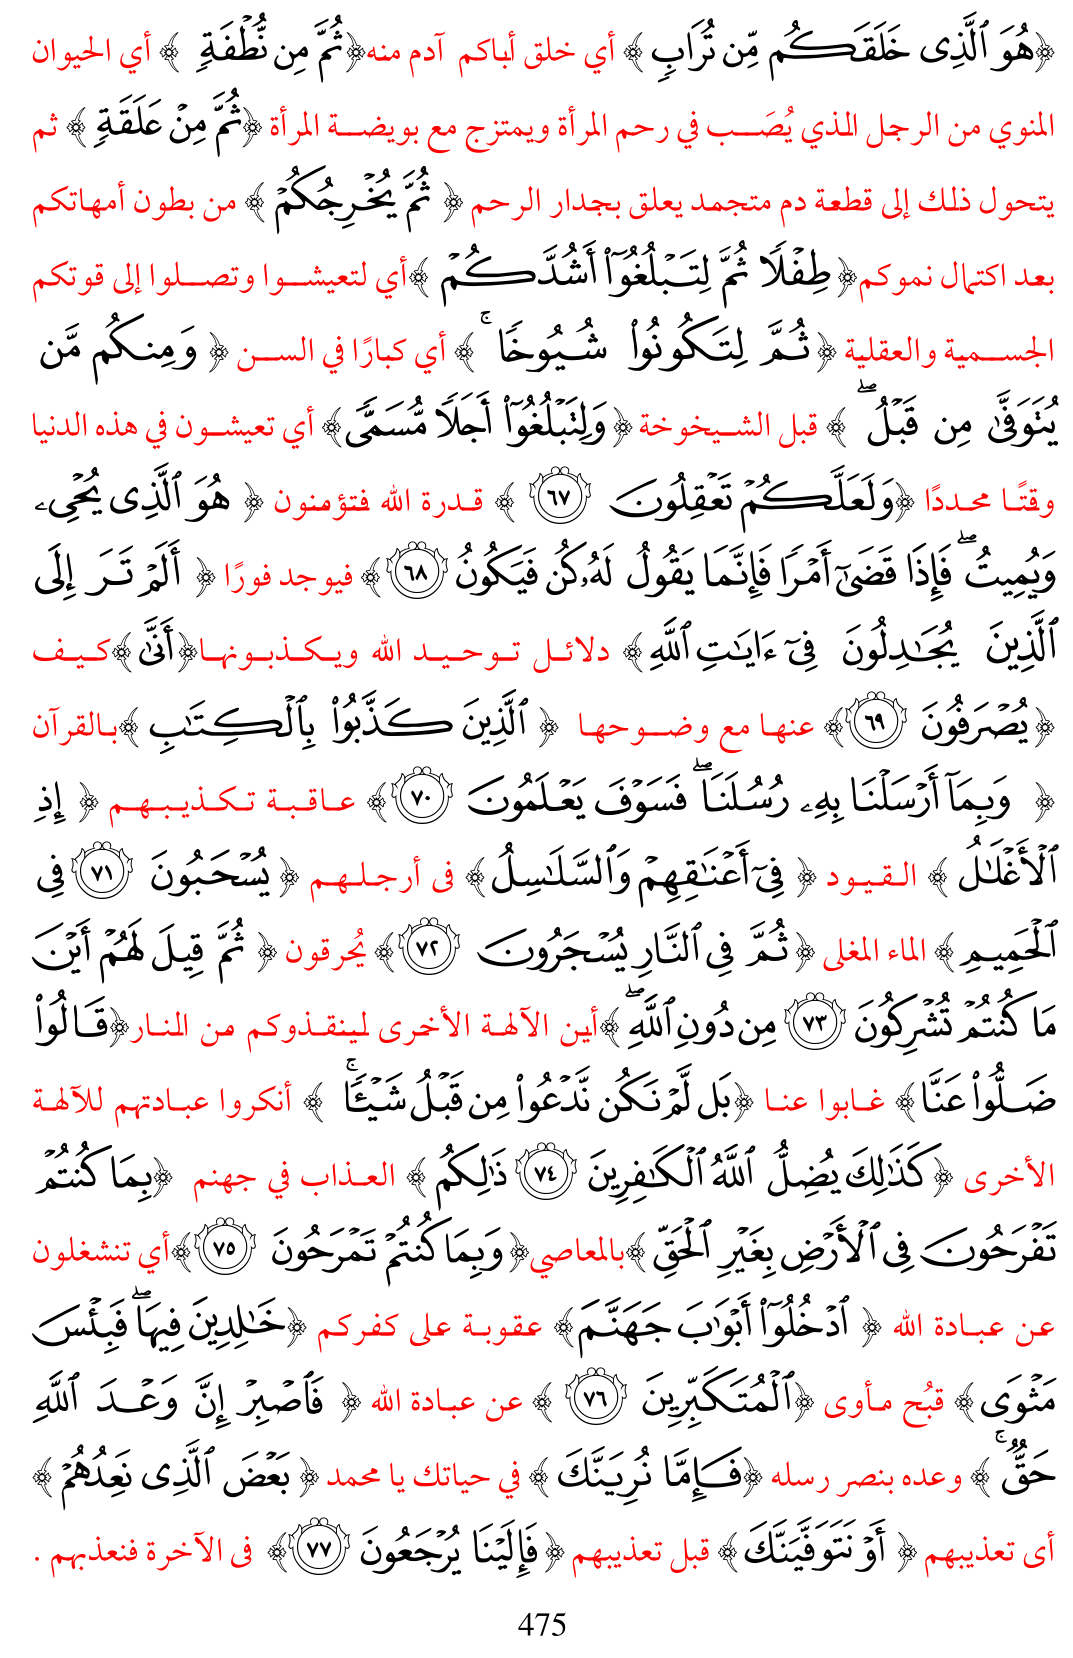 ﴿هُوَ ٱلَّذِى خَلَقَكُم مِّن تُرَابٍ ﴾ أي خلق أباكم آدم منه﴿ثُمَّ مِن نُّطْفَةٍ ﴾ أي الحيوان
المنوي من الرجل الذي يُصَب في رحم المرأة ويمتزج مع بويضة المرأة ﴿ثُمَّ مِنْ عَلَقَةٍ ﴾ ثم
يتحول ذلك إلى قطعة دم متجمد يعلق بجدار الرحم ﴿ ثُمَّ يُخْرِجُكُمْ ﴾ من بطون أمهاتكم
بعد اكتمال نموكم﴿ طِفْلًا ثُمَّ لِتَبْلُغُوٓا۟ أَشُدَّكُمْ ﴾أي لتعيشوا وتصلوا إلى قوتكم
الجسمية والعقلية ﴿ ثُمَّ لِتَكُونُوا۟ شُيُوخًا ۚ ﴾ أي كبارًا في السن ﴿ وَمِنكُم مَّن
يُتَوَفَّىٰ مِن قَبْلُ ۖ ﴾ قبل الشيخوخة ﴿وَلِتَبْلُغُوٓا۟ أَجَلًا مُّسَمًّى﴾ أي تعيشون في هذه الدنيا
وقتًا محددًا ﴿وَلَعَلَّكُمْ تَعْقِلُونَ ٦٧ ﴾ قدرة الله فتؤمنون ﴿ هُوَ ٱلَّذِى يُحْىِۦ
وَيُمِيتُ ۖ فَإِذَا قَضَىٰٓ أَمْرًا فَإِنَّمَا يَقُولُ لَهُۥ كُن فَيَكُونُ ٦٨ ﴾ فيوجد فورًا ﴿ أَلَمْ تَرَ إِلَى
ٱلَّذِينَ يُجَٰدِلُونَ فِىٓ ءَايَٰتِ ٱللَّهِ﴾ دلائل توحيد الله ويكذبونها﴿أَنَّىٰ﴾كيف
﴿يُصْرَفُونَ ٦٩ ﴾ عنها مع وضوحها ﴿ ٱلَّذِينَ كَذَّبُوا۟ بِٱلْكِتَٰبِ ﴾بالقرآن
﴿ وَبِمَآ أَرْسَلْنَا بِهِۦ رُسُلَنَا ۖ فَسَوْفَ يَعْلَمُونَ ٧٠ ﴾ عاقبة تكذيبهم ﴿ إِذِ
ٱلْأَغْلَٰلُ ﴾ القيود ﴿ فِىٓ أَعْنَٰقِهِمْ وَٱلسَّلَٰسِلُ﴾ فى أرجلهم ﴿ يُسْحَبُونَ ٧١ فِى
ٱلْحَمِيمِ﴾ الماء المغلى ﴿ثُمَّ فِى ٱلنَّارِ يُسْجَرُونَ ٧٢ ﴾ يُحرقون ﴿ ثُمَّ قِيلَ لَهُمْ أَيْنَ
مَا كُنتُمْ تُشْرِكُونَ ٧٣ مِن دُونِ ٱللَّهِ ۖ ﴾أين الآلهة الأخرى لمينقذوكم من النار﴿قَالُوا۟
ضَلُّوا۟ عَنَّا﴾ غابوا عنا ﴿بَل لَّمْ نَكُن نَّدْعُوا۟ مِن قَبْلُ شَيْـًٔا ۚ ﴾ أنكروا عبادتهم للآلهة
الأخرى ﴿كَذَٰلِكَ يُضِلُّ ٱللَّهُ ٱلْكَٰفِرِينَ ٧٤ ذَٰلِكُم ﴾ العذاب في جهنم ﴿بِمَا كُنتُمْ
تَفْرَحُونَ فِى ٱلْأَرْضِ بِغَيْرِ ٱلْحَقِّ ﴾بالمعاصي﴿ وَبِمَا كُنتُمْ تَمْرَحُونَ ٧٥ ﴾أي تنشغلون
عن عبادة الله ﴿ ٱدْخُلُوٓا۟ أَبْوَٰبَ جَهَنَّمَ﴾ عقوبة على كفركم ﴿خَٰلِدِينَ فِيهَا ۖ فَبِئْسَ
مَثْوَى﴾ قبُح مأوى ﴿ٱلْمُتَكَبِّرِينَ ٧٦ ﴾ عن عبادة الله ﴿ فَٱصْبِرْ إِنَّ وَعْدَ ٱللَّهِ
حَقٌّ ۚ ﴾ وعده بنصر رسله ﴿فَإِمَّا نُرِيَنَّكَ ﴾ في حياتك يا محمد ﴿ بَعْضَ ٱلَّذِى نَعِدُهُمْ ﴾
أى تعذيبهم ﴿ أَوْ نَتَوَفَّيَنَّكَ﴾ قبل تعذيبهم ﴿فَإِلَيْنَا يُرْجَعُونَ ٧٧ ﴾ فى الآخرة فنعذبهم .
475